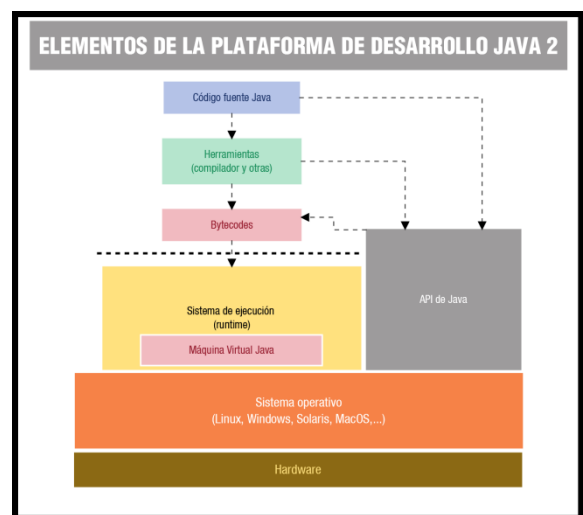 ELEMENTOS DE LA PLATAFORMA DE DESARROLLO JAVA 2
Código fuente Java
Herramientas
(compilador y otras)
Bytecodes
API de Java
Sistema de ejecución
(runtime)
Máquina Virtual Java
Sistema operativo
(Linux, Windows, Solaris, MacOS,...)
Hardware